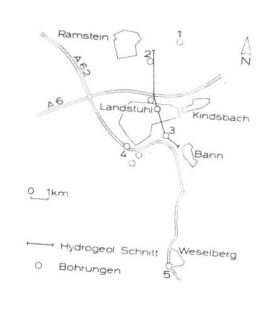 Ramstein
1
2
N
A 62
A 6
Landstuhl
Kindsbach
3
4
Bann
0 1km
Hydrogeol Schnitt
Weselberg
Bohrungen
5